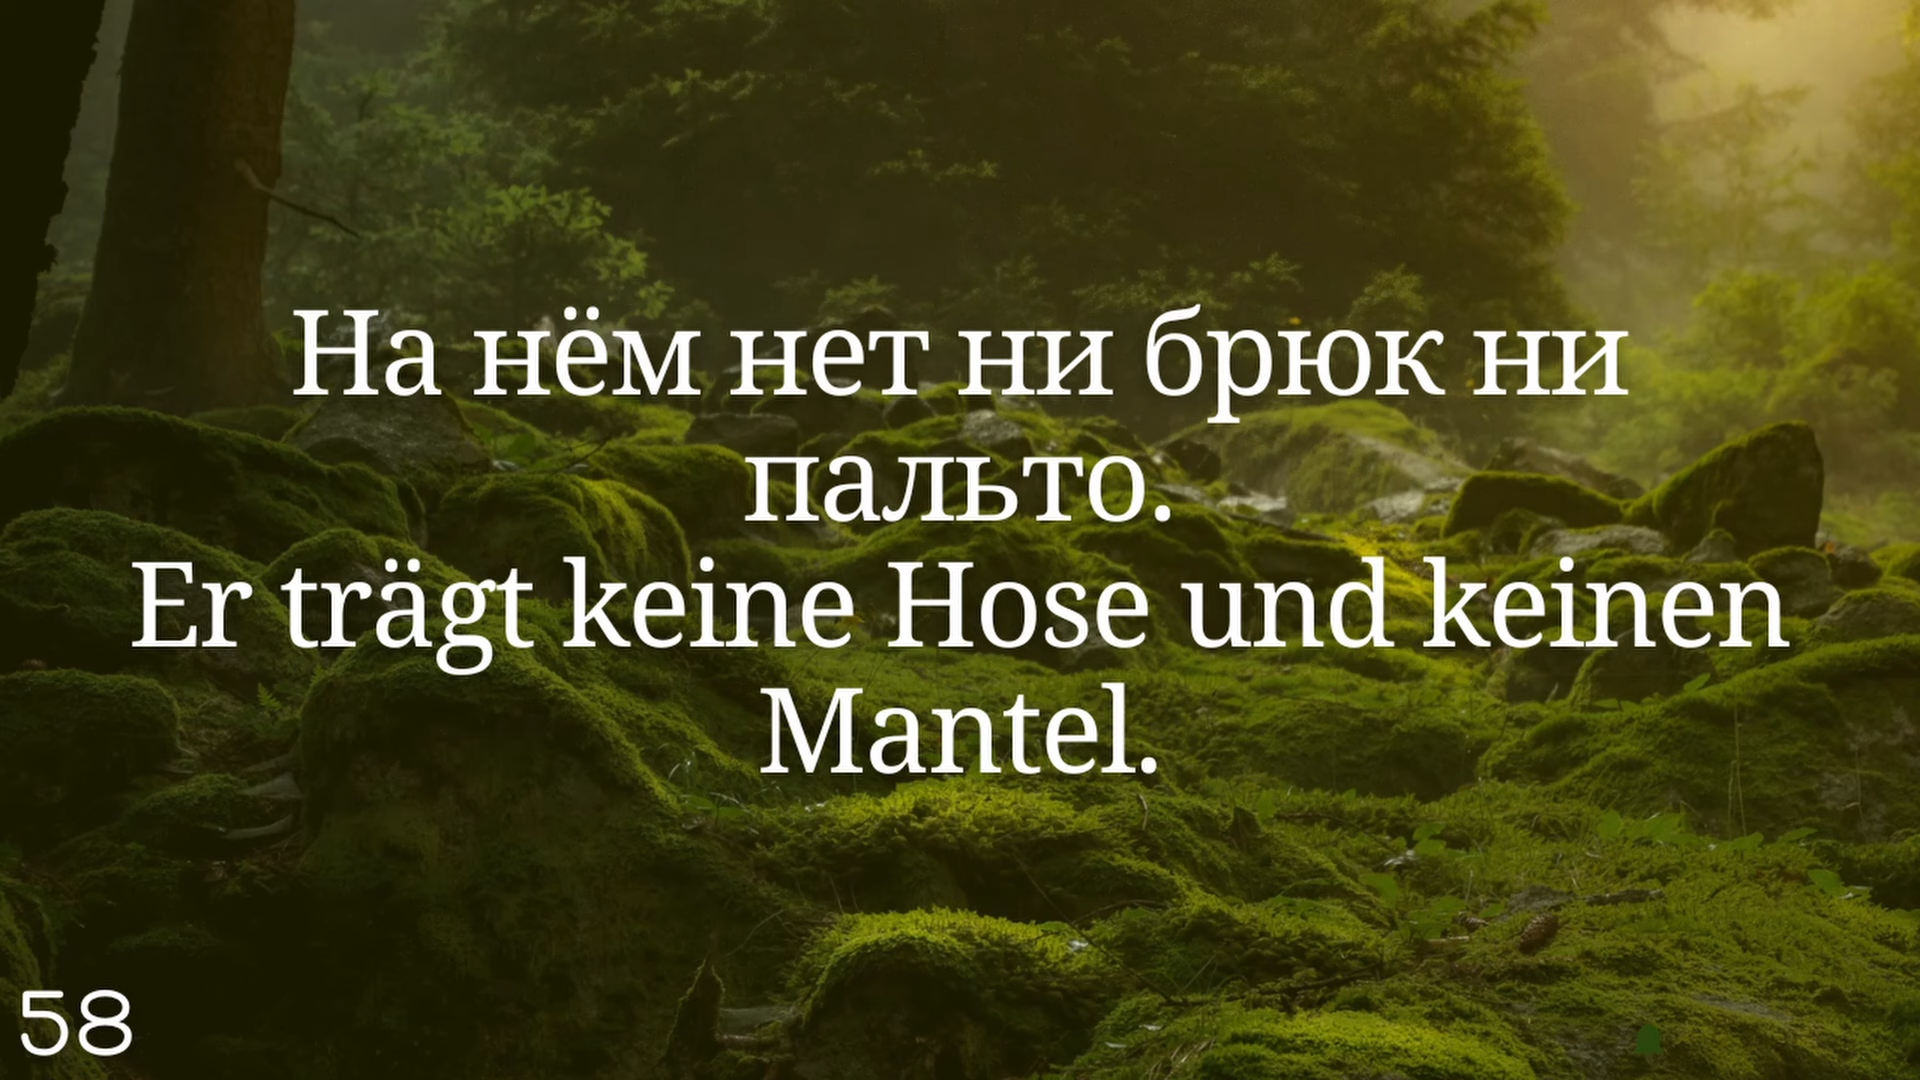 На нём нет ни брюк ни
пальто.
Er trägt keine Hose und keinen
Mantel.
58